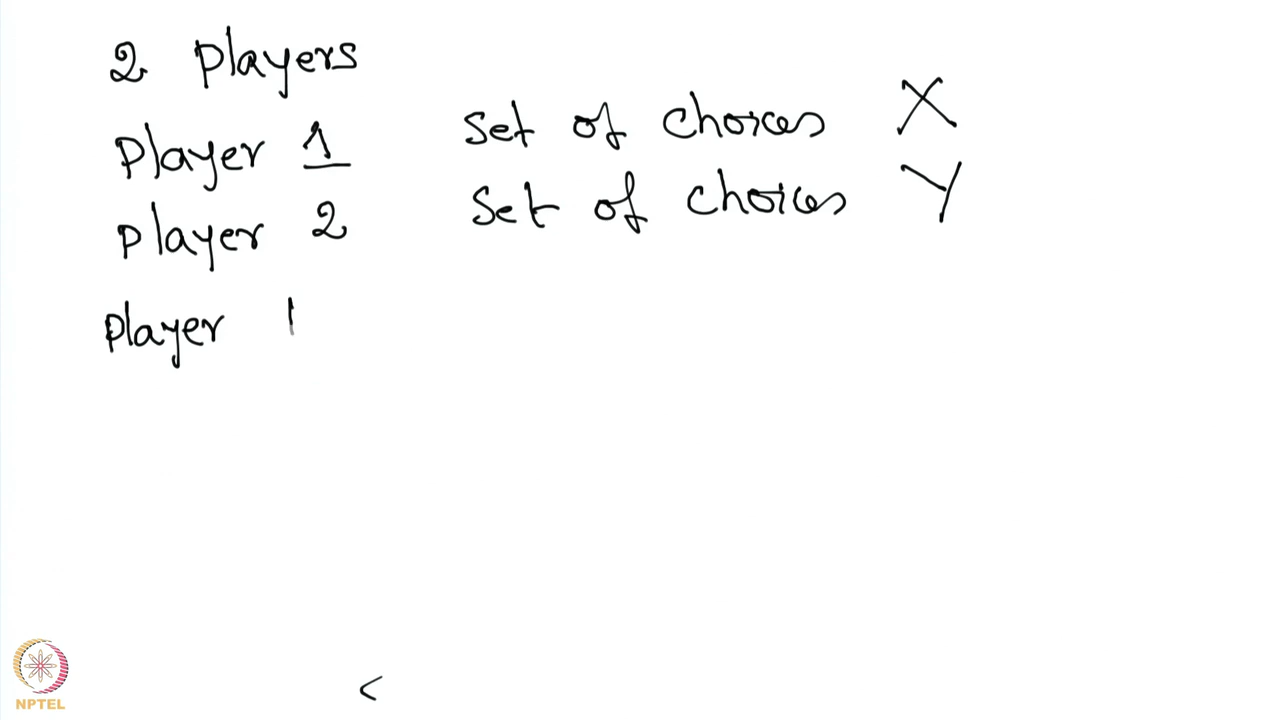 2 Players
Player 1 Set of choices X
Player 2 Set of choices Y
Player 1
<
NPTEL